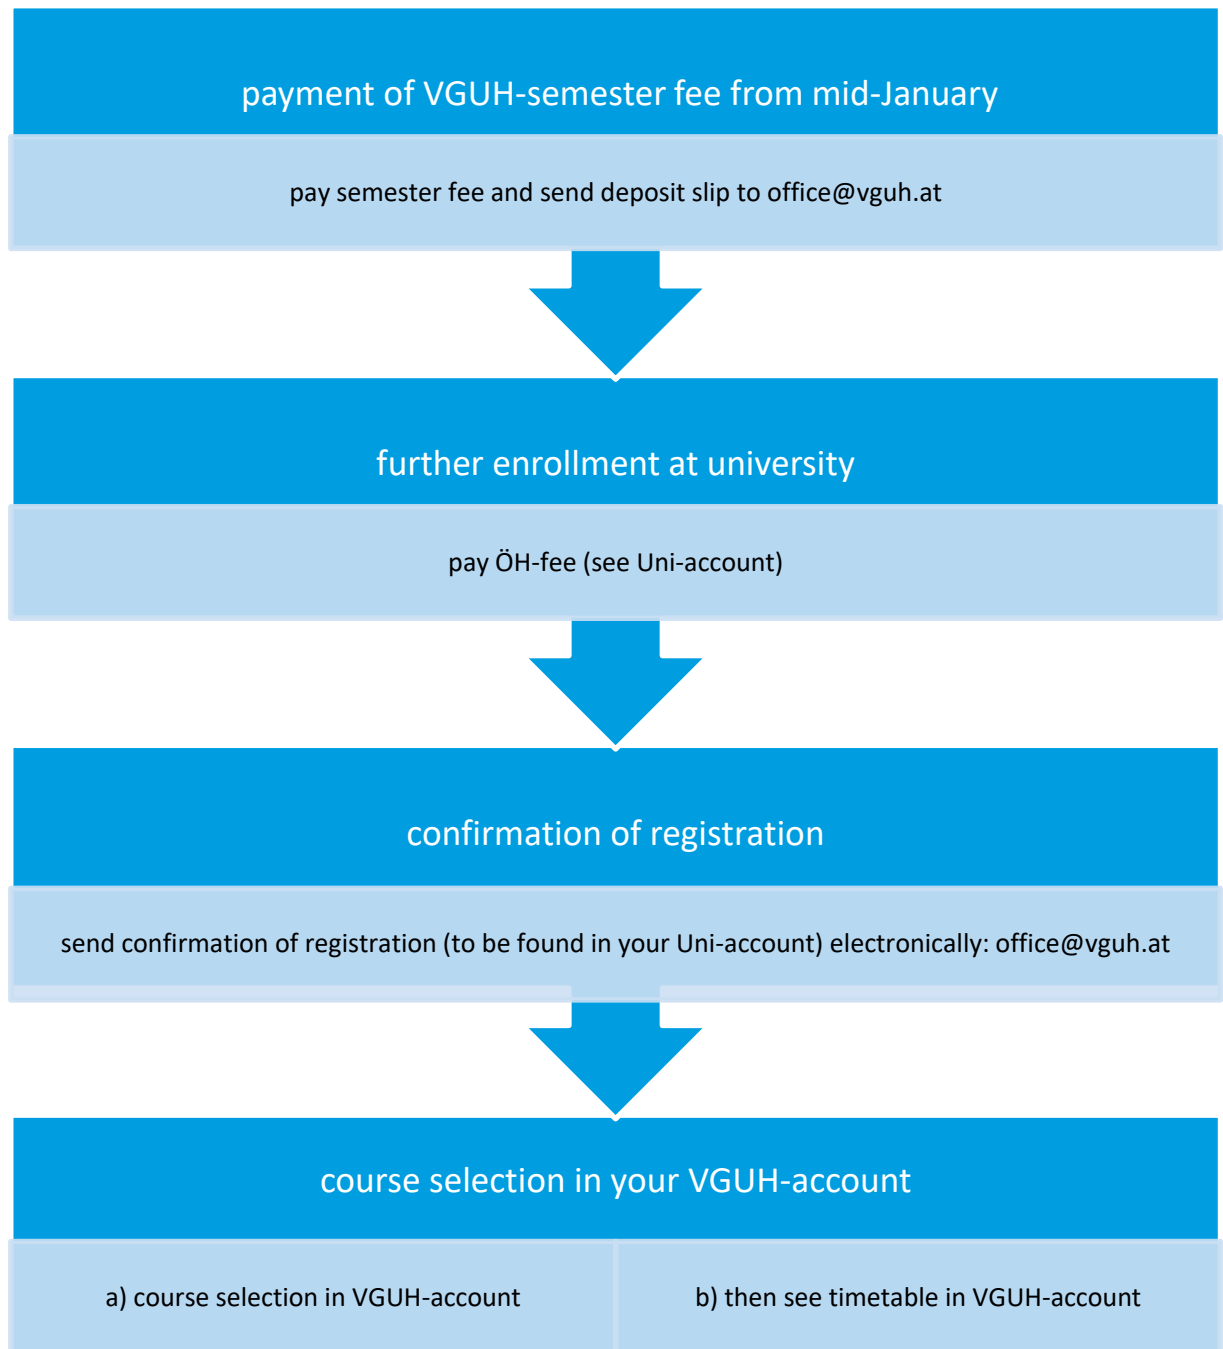 payment of VGUH-semester fee from mid-January
pay semester fee and send deposit slip to office@vguh.at
further enrollment at university
pay ÖH-fee (see Uni-account)
confirmation of registration
send confirmation of registration (to be found in your Uni-account) electronically: office@vguh.at
course selection in your VGUH-account
a) course selection in VGUH-account
b) then see timetable in VGUH-account